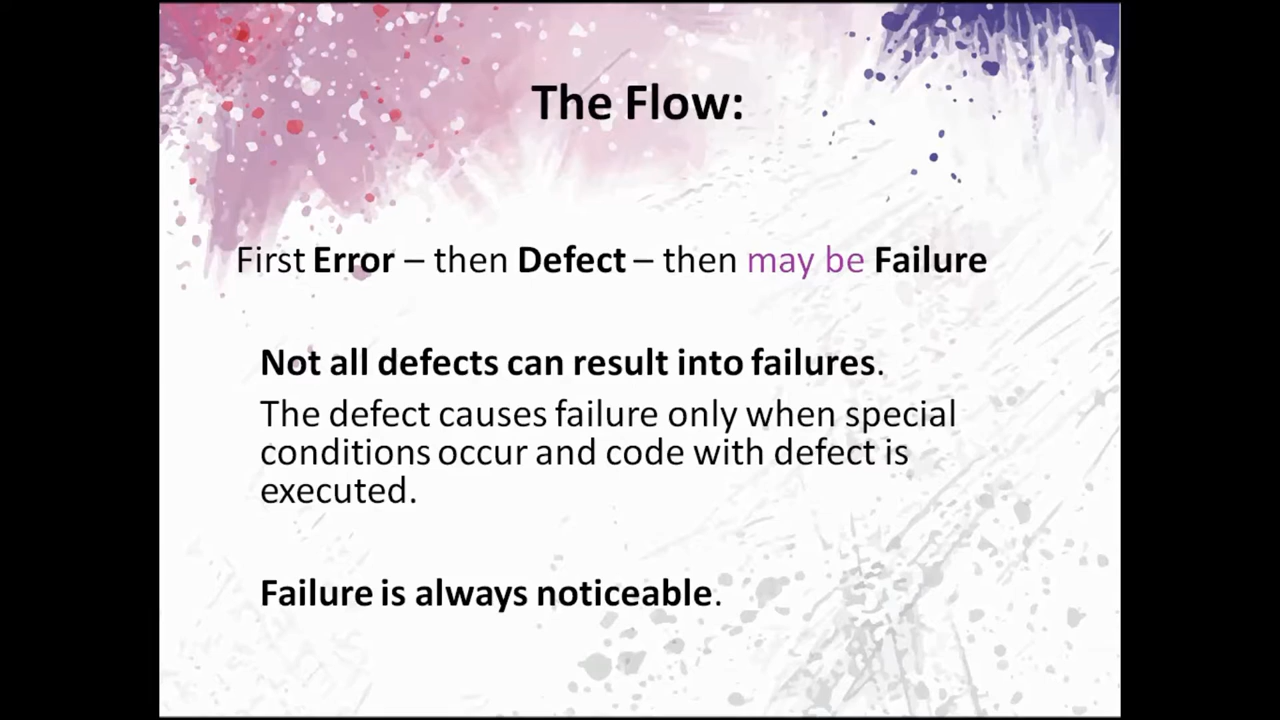 The Flow:
First Error – then Defect – then may be Failure
Not all defects can result into failures.
The defect causes failure only when special
conditions occur and code with defect is
executed.
Failure is always noticeable.